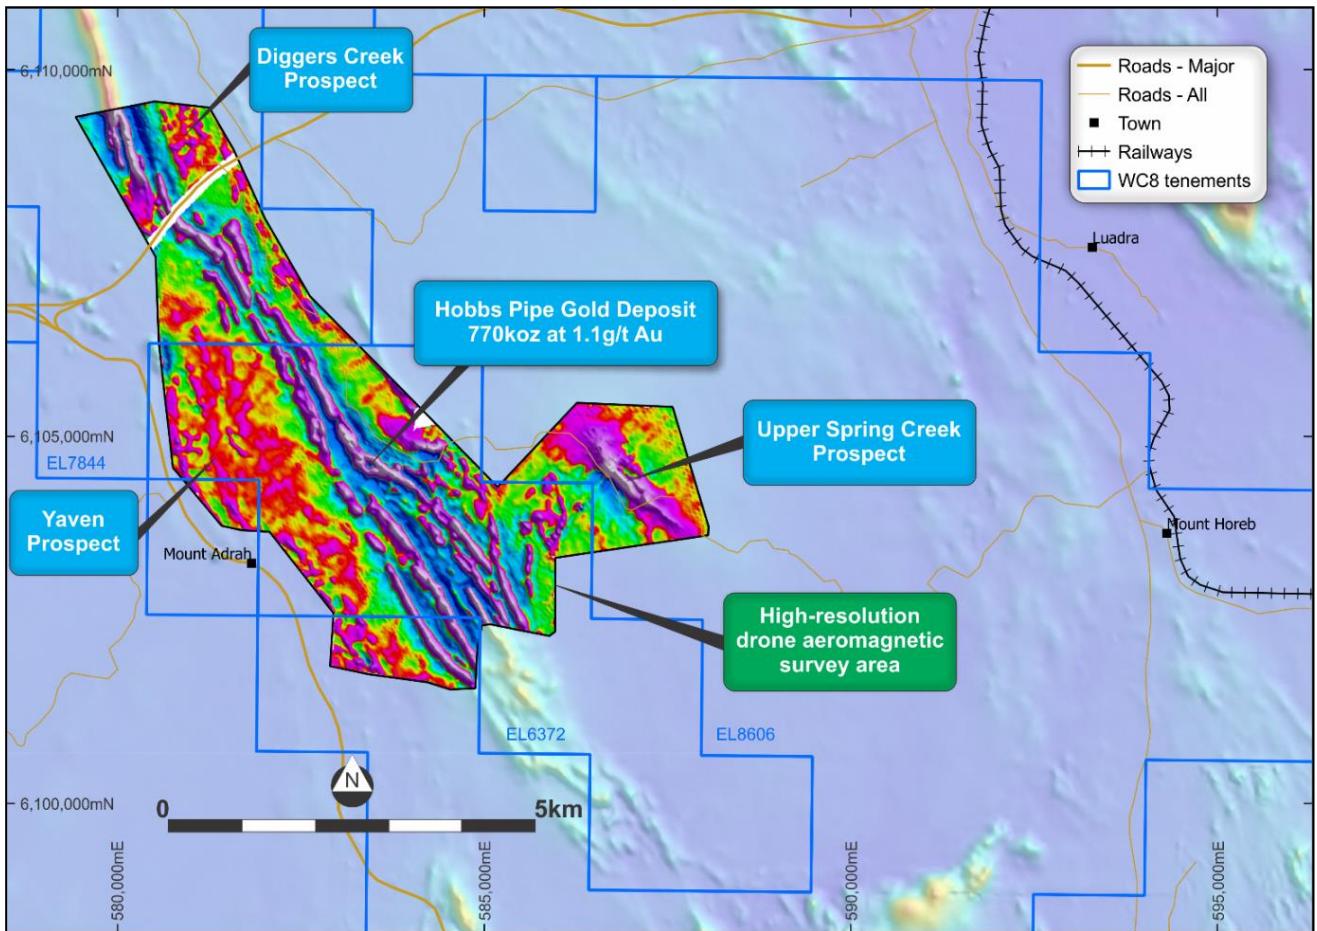 6,110,000mN
Diggers Creek
Prospect
Roads - Major
Roads - All
Town
Railways
WC8 tenements
Luadra
Hobbs Pipe Gold Deposit
770koz at 1.1g/t Au
6,105,000mN
Upper Spring Creek
Prospect
EL7844
Yaven
Prospect
Mount Horeb
Mount Adrah
High-resolution
drone aeromagnetic
survey area
EL6372
EL8606
N
6,100,000mN
0
5km
580,000mE
585,000mE
590,000mE
595,000mE